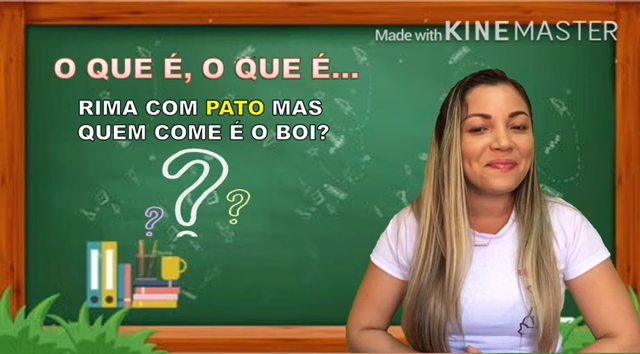 Made with KINEMASTER
O QUE É, O QUE É...
RIMA COM PATO MAS
QUEM COME É O BOI?